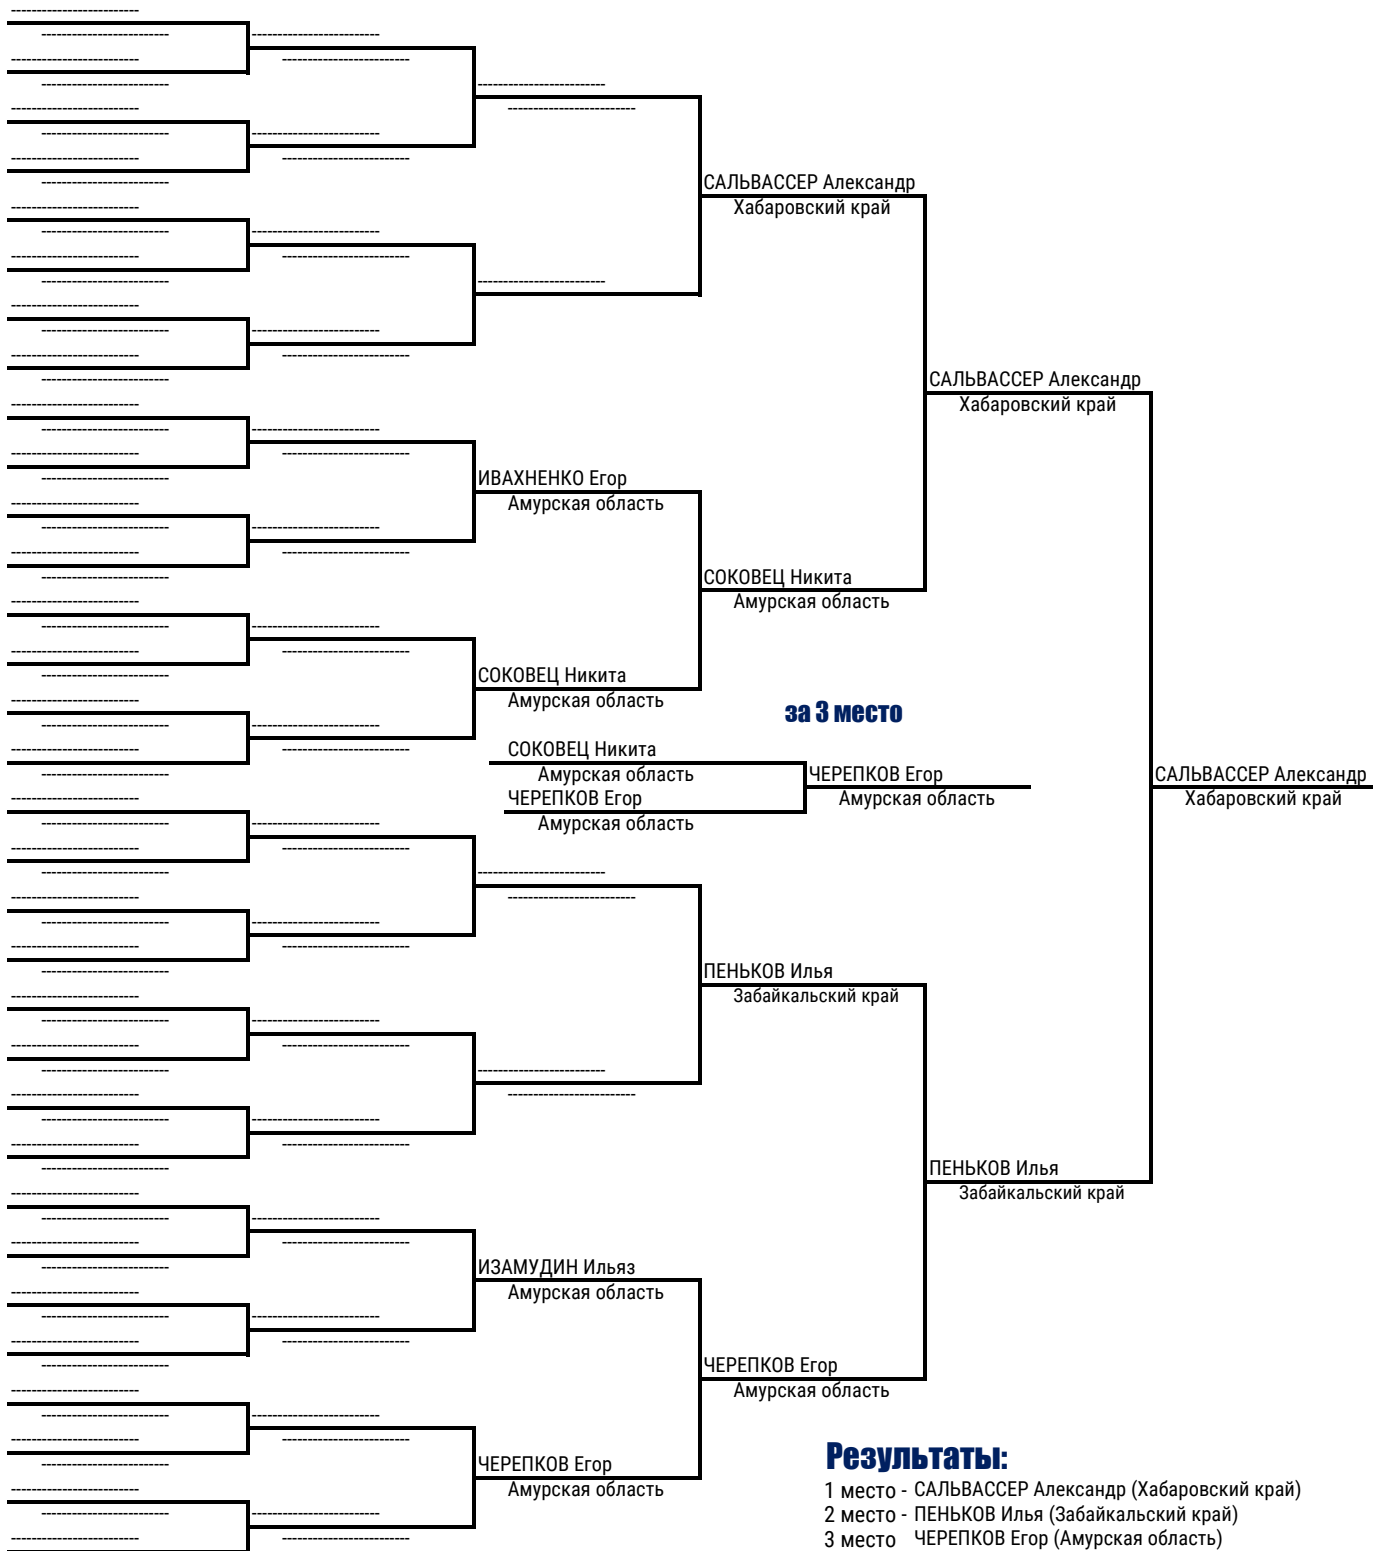 САЛЬВАССЕР Александр
Хабаровский край
САЛЬВАССЕР Александр
Хабаровский край
ИВАХНЕНКО Егор
Амурская область
СОКОВЕЦ Никита
Амурская область
СОКОВЕЦ Никита
Амурская область
за 3 место
СОКОВЕЦ Никита
Амурская область
ЧЕРЕПКОВ Егор
Амурская область
ЧЕРЕПКОВ Егор
Амурская область
САЛЬВАССЕР Александр
Хабаровский край
ПЕНЬКОВ Илья
Забайкальский край
ПЕНЬКОВ Илья
Забайкальский край
ИЗАМУДИН Ильяз
Амурская область
ЧЕРЕПКОВ Егор
Амурская область
ЧЕРЕПКОВ Егор
Амурская область
Результаты:
1 место - САЛЬВАССЕР Александр (Хабаровский край)
2 место - ПЕНЬКОВ Илья (Забайкальский край)
3 место ЧЕРЕПКОВ Егор (Амурская область)